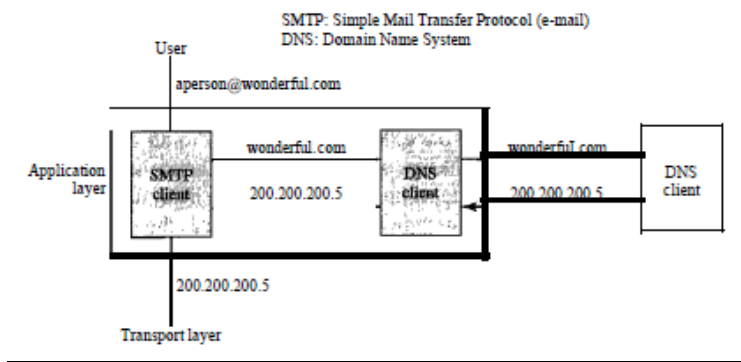 SMTP: Simple Mail Transfer Protocol (e-mail)
DNS: Domain Name System
User
aperson@wonderful.com
Application
layer
SMTP
client
wonderful.com
200.200.200.5
DNS
client
wonderful.com
200.200.200.5
DNS
client
200.200.200.5
Transport layer